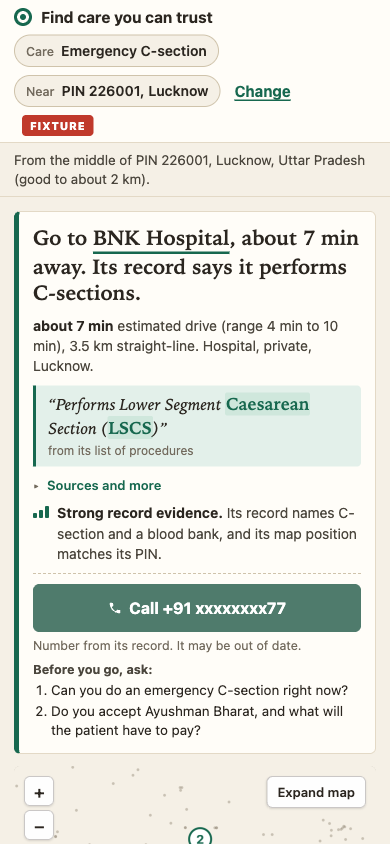 Find care you can trust
Care Emergency C-section
Near PIN 226001, Lucknow Change
FIXTURE
From the middle of PIN 226001, Lucknow, Uttar Pradesh
(good to about 2 km).
Go to BNK Hospital, about 7 min
away. Its record says it performs
C-sections.
about 7 min estimated drive (range 4 min to 10
min), 3.5 km straight-line. Hospital, private,
Lucknow.
“Performs Lower Segment Caesarean
Section (LSCS)”
from its list of procedures
▸ Sources and more
Strong record evidence. Its record names C-
section and a blood bank, and its map position
matches its PIN.
Call +91 xxxxxxxx77
Number from its record. It may be out of date.
Before you go, ask:
1. Can you do an emergency C-section right now?
2. Do you accept Ayushman Bharat, and what will
the patient have to pay?
+
Expand map
−
2